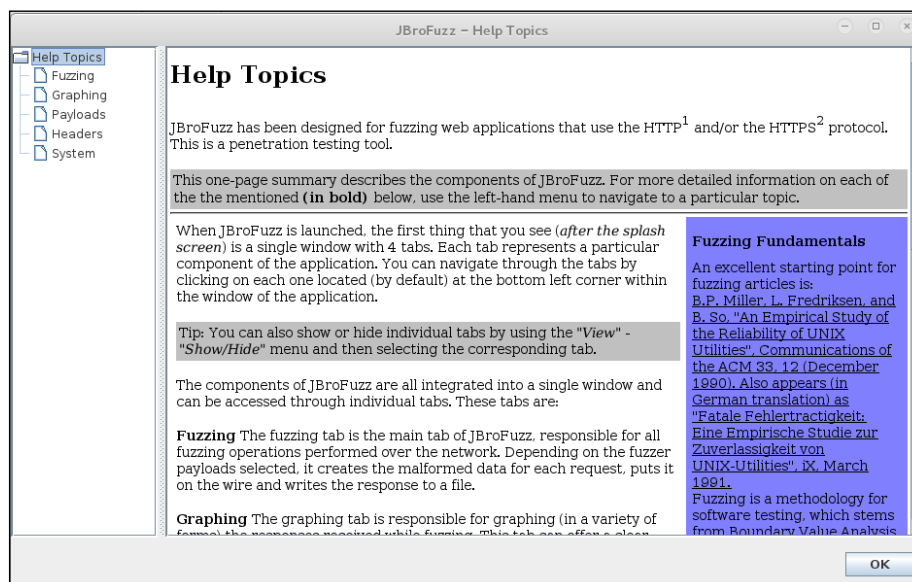 JBroFuzz – Help Topics
Help Topics
Fuzzing
Graphing
Payloads
Headers
System
Help Topics
JBroFuzz has been designed for fuzzing web applications that use the HTTP1 and/or the HTTPS2 protocol.
This is a penetration testing tool.
This one-page summary describes the components of JBroFuzz. For more detailed information on each of
the the mentioned (in bold) below, use the left-hand menu to navigate to a particular topic.
When JBroFuzz is launched, the first thing that you see (after the splash
screen) is a single window with 4 tabs. Each tab represents a particular
component of the application. You can navigate through the tabs by
clicking on each one located (by default) at the bottom left corner within
the window of the application.
Tip: You can also show or hide individual tabs by using the "View" -
"Show/Hide" menu and then selecting the corresponding tab.
The components of JBroFuzz are all integrated into a single window and
can be accessed through individual tabs. These tabs are:
Fuzzing The fuzzing tab is the main tab of JBroFuzz, responsible for all
fuzzing operations performed over the network. Depending on the fuzzer
payloads selected, it creates the malformed data for each request, puts it
on the wire and writes the response to a file.
Graphing The graphing tab is responsible for graphing (in a variety of
forms) the responses received while fuzzing. This tab can offer a clear
Fuzzing Fundamentals
An excellent starting point for
fuzzing articles is:
B.P. Miller, L. Fredriksen, and
B. So, "An Empirical Study of
the Reliability of UNIX
Utilities", Communications of
the ACM 33, 12 (December
1990). Also appears (in
German translation) as
"Fatale Fehlertractigkeit:
Eine Empirische Studie zur
Zuverlassigkeit von
UNIX-Utilities", iX, March
1991.
Fuzzing is a methodology for
software testing, which stems
from Boundary Value Analysis
OK